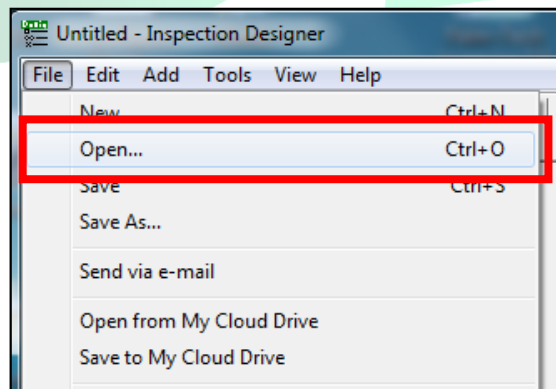 Untitled - Inspection Designer
File Edit Add Tools View Help
New Ctrl+N
Open... Ctrl+O
Save Ctrl+S
Save As...
Send via e-mail
Open from My Cloud Drive
Save to My Cloud Drive